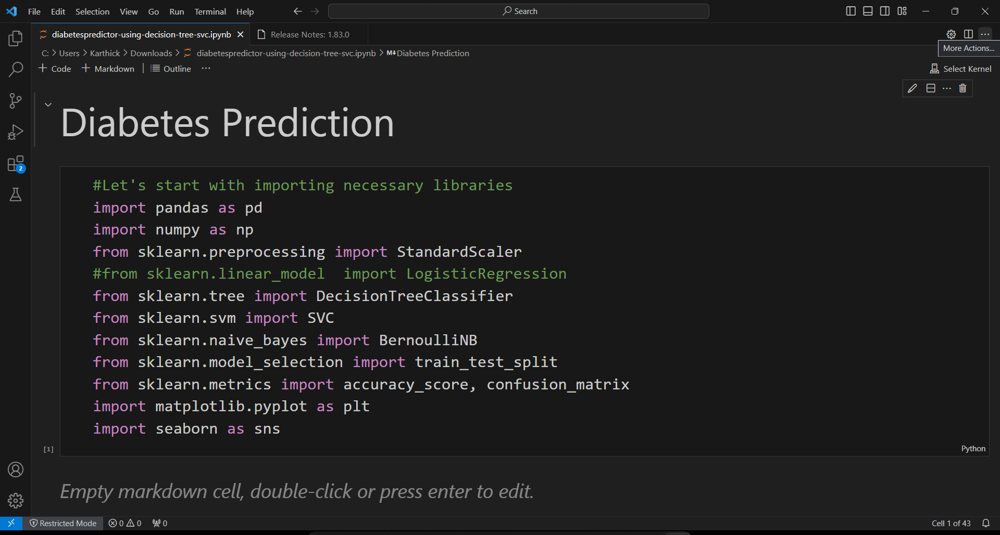 File Edit Selection View Go Run Terminal Help Search
diabetespredictor-using-decision-tree-svc.ipynb Release Notes: 1.83.0
More Actions...
C: > Users > Karthick > Downloads > diabetespredictor-using-decision-tree-svc.ipynb > M↓Diabetes Prediction
+ Code + Markdown | Outline ... Select Kernel
Diabetes Prediction
2
#Let's start with importing necessary libraries
import pandas as pd
import numpy as np
from sklearn.preprocessing import StandardScaler
#from sklearn.linear_model  import LogisticRegression
from sklearn.tree import DecisionTreeClassifier
from sklearn.svm import SVC
from sklearn.naive_bayes import BernoulliNB
from sklearn.model_selection import train_test_split
from sklearn.metrics import accuracy_score, confusion_matrix
import matplotlib.pyplot as plt
import seaborn as sns
[1] Python
Empty markdown cell, double-click or press enter to edit.
Restricted Mode 0 0 0 Cell 1 of 43